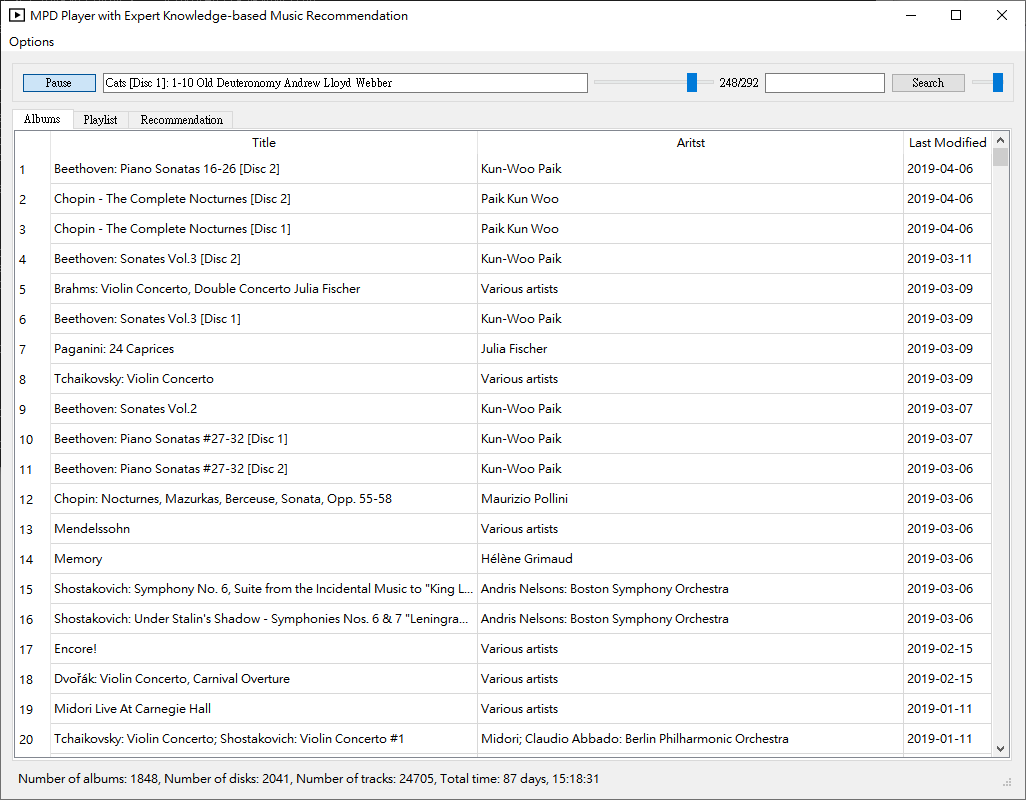 MPD Player with Expert Knowledge-based Music Recommendation
Options
Pause Cats [Disc 1]: 1-10 Old Deuteronomy Andrew Lloyd Webber 248/292 Search
Albums Playlist Recommendation
Title Aritst Last Modified
1 Beethoven: Piano Sonatas 16-26 [Disc 2] Kun-Woo Paik 2019-04-06
2 Chopin - The Complete Nocturnes [Disc 2] Paik Kun Woo 2019-04-06
3 Chopin - The Complete Nocturnes [Disc 1] Paik Kun Woo 2019-04-06
4 Beethoven: Sonates Vol.3 [Disc 2] Kun-Woo Paik 2019-03-11
5 Brahms: Violin Concerto, Double Concerto Julia Fischer Various artists 2019-03-09
6 Beethoven: Sonates Vol.3 [Disc 1] Kun-Woo Paik 2019-03-09
7 Paganini: 24 Caprices Julia Fischer 2019-03-09
8 Tchaikovsky: Violin Concerto Various artists 2019-03-09
9 Beethoven: Sonates Vol.2 Kun-Woo Paik 2019-03-07
10 Beethoven: Piano Sonatas #27-32 [Disc 1] Kun-Woo Paik 2019-03-07
11 Beethoven: Piano Sonatas #27-32 [Disc 2] Kun-Woo Paik 2019-03-06
12 Chopin: Nocturnes, Mazurkas, Berceuse, Sonata, Opp. 55-58 Maurizio Pollini 2019-03-06
13 Mendelssohn Various artists 2019-03-06
14 Memory Hélène Grimaud 2019-03-06
15 Shostakovich: Symphony No. 6, Suite from the Incidental Music to "King L... Andris Nelsons: Boston Symphony Orchestra 2019-03-06
16 Shostakovich: Under Stalin's Shadow - Symphonies Nos. 6 & 7 "Leningra... Andris Nelsons: Boston Symphony Orchestra 2019-03-06
17 Encore! Various artists 2019-02-15
18 Dvořák: Violin Concerto, Carnival Overture Various artists 2019-02-15
19 Midori Live At Carnegie Hall Various artists 2019-01-11
20 Tchaikovsky: Violin Concerto; Shostakovich: Violin Concerto #1 Midori; Claudio Abbado: Berlin Philharmonic Orchestra 2019-01-11
Number of albums: 1848, Number of disks: 2041, Number of tracks: 24705, Total time: 87 days, 15:18:31